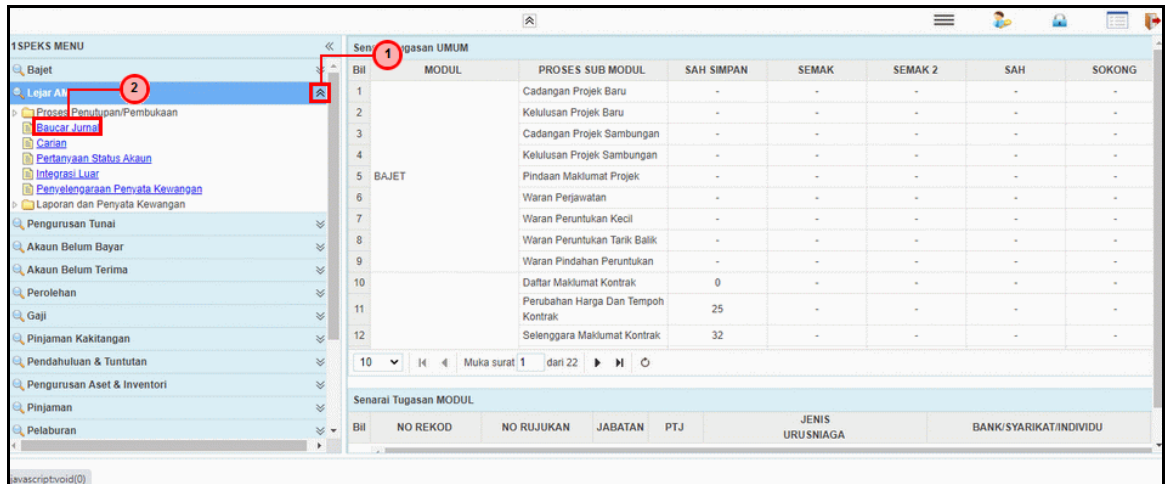 1SPEKS MENU
Bajet
Lejar AM
Proses Penutupan/Pembukaan
Baucar Jurnal
Carian
Pertanyaan Status Akaun
Integrasi Luar
Penyelengaraan Penyata Kewangan
Laporan dan Penyata Kewangan
Pengurusan Tunai
Akaun Belum Bayar
Akaun Belum Terima
Perolehan
Gaji
Pinjaman Kakitangan
Pendahuluan & Tuntutan
Pengurusan Aset & Inventori
Pinjaman
Pelaburan
1
2
Senarai Tugasan UMUM
Bil MODUL PROSES SUB MODUL SAH SIMPAN SEMAK SEMAK 2 SAH SOKONG
1 Cadangan Projek Baru - - - - -
2 Kelulusan Projek Baru - - - - -
3 Cadangan Projek Sambungan - - - - -
4 Kelulusan Projek Sambungan - - - - -
5 BAJET Pindaan Maklumat Projek - - - - -
6 Waran Perjawatan - - - - -
7 Waran Peruntukan Kecil - - - - -
8 Waran Peruntukan Tarik Balik - - - - -
9 Waran Pindahan Peruntukan - - - - -
10 Daftar Maklumat Kontrak 0 - - - -
11 Perubahan Harga Dan Tempoh
Kontrak 25 - - - -
12 Selenggara Maklumat Kontrak 32 - - - -
10 Muka surat 1 dari 22
Senarai Tugasan MODUL
Bil NO REKOD NO RUJUKAN JABATAN PTJ JENIS
URUSNIAGA BANK/SYARIKAT/INDIVIDU
javascript:void(0)